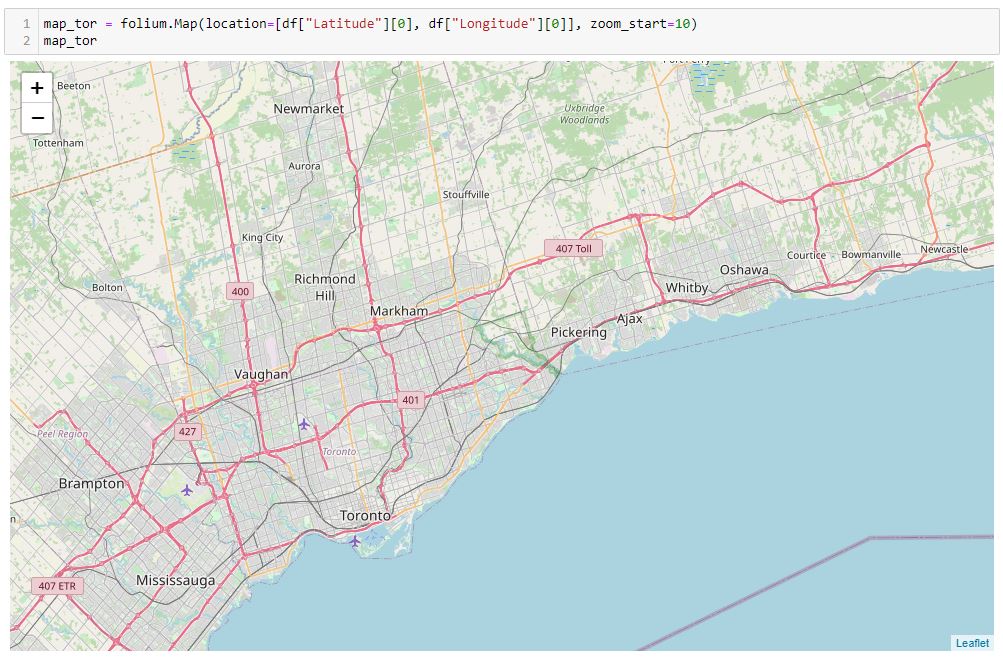 1 map_tor = folium.Map(location=[df["Latitude"][0], df["Longitude"][0]], zoom_start=10)
2 map_tor
+
−
Beeton
Newmarket
Uxbridge
Woodlands
Tottenham
Aurora
Stouffville
King City
407 Toll
Newcastle
Courtice
Bowmanville
Oshawa
Richmond
Hill
Bolton
400
Whitby
Markham
Ajax
Pickering
Vaughan
401
427
Peel Region
Toronto
Brampton
Toronto
Mississauga
407 ETR
Leaflet